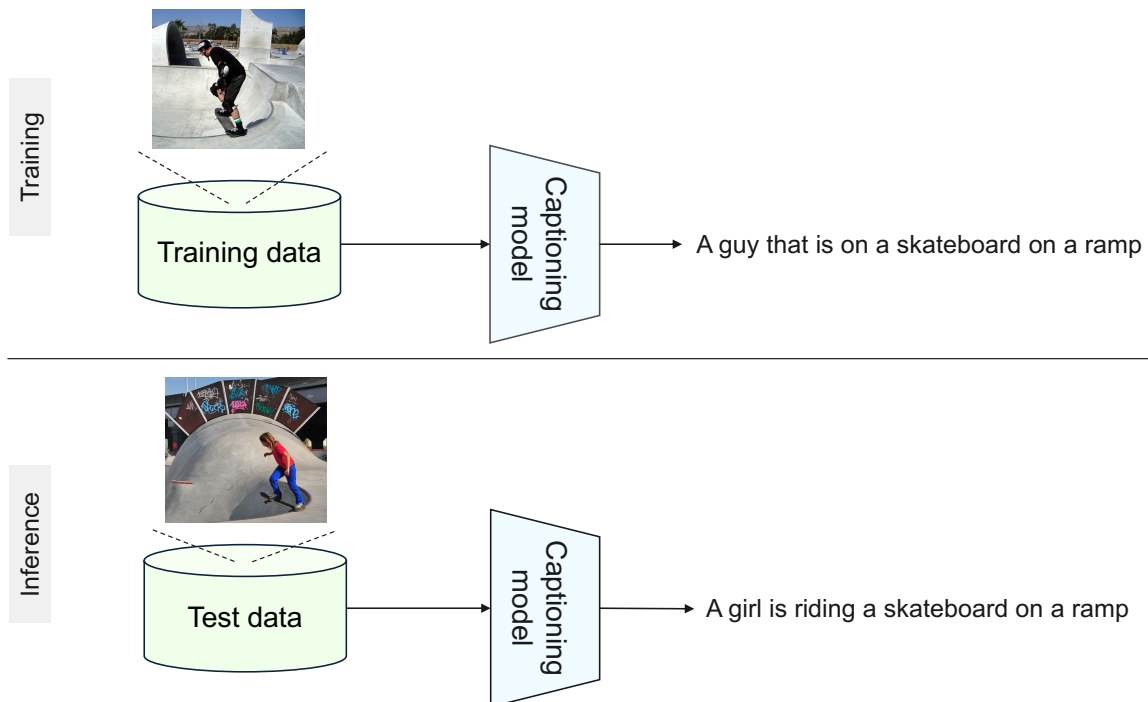 Training
Training data
Captioning
model
A guy that is on a skateboard on a ramp
Inference
Test data
Captioning
model
A girl is riding a skateboard on a ramp